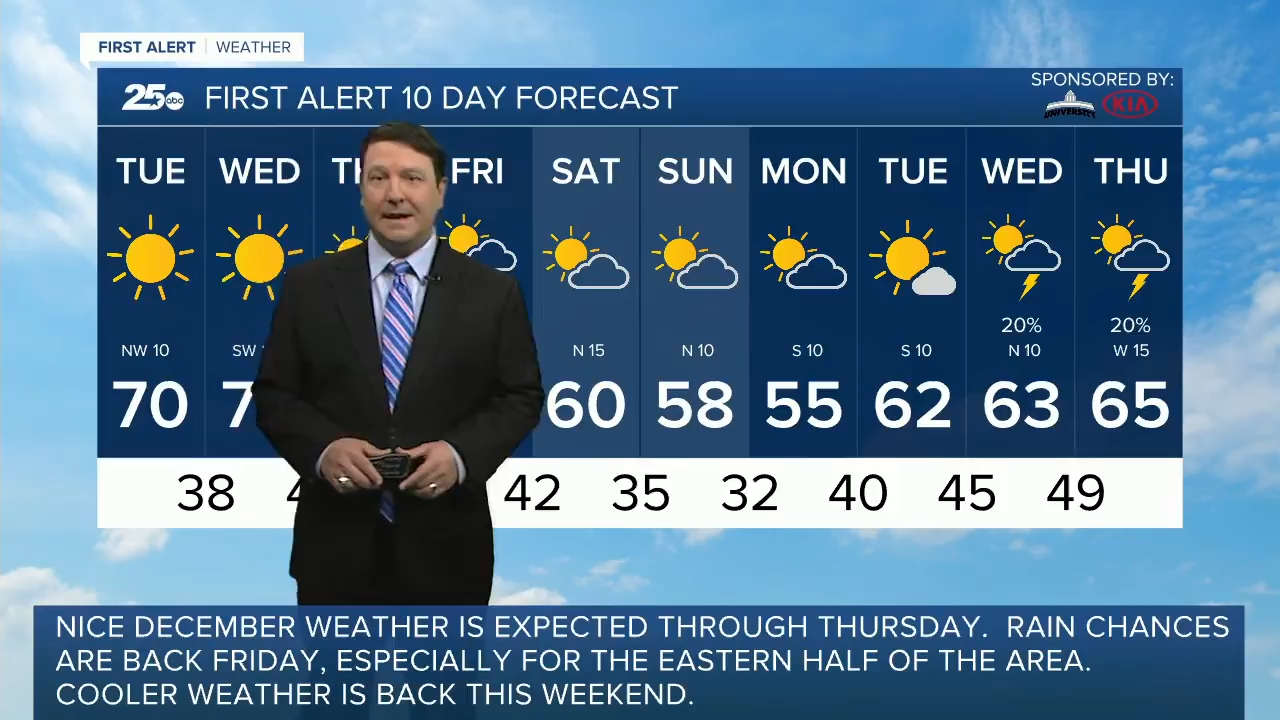 FIRST ALERT WEATHER
SPONSORED BY:
25 abc FIRST ALERT 10 DAY FORECAST
UNIVERSITY KIA
TUE WED FRI SAT SUN MON TUE WED THU
20% 20%
NW 10 SW N 15 N 10 S 10 S 10 N 10 W 15
70 60 58 55 62 63 65
38 42 35 32 40 45 49
NICE DECEMBER WEATHER IS EXPECTED THROUGH THURSDAY. RAIN CHANCES
ARE BACK FRIDAY, ESPECIALLY FOR THE EASTERN HALF OF THE AREA.
COOLER WEATHER IS BACK THIS WEEKEND.